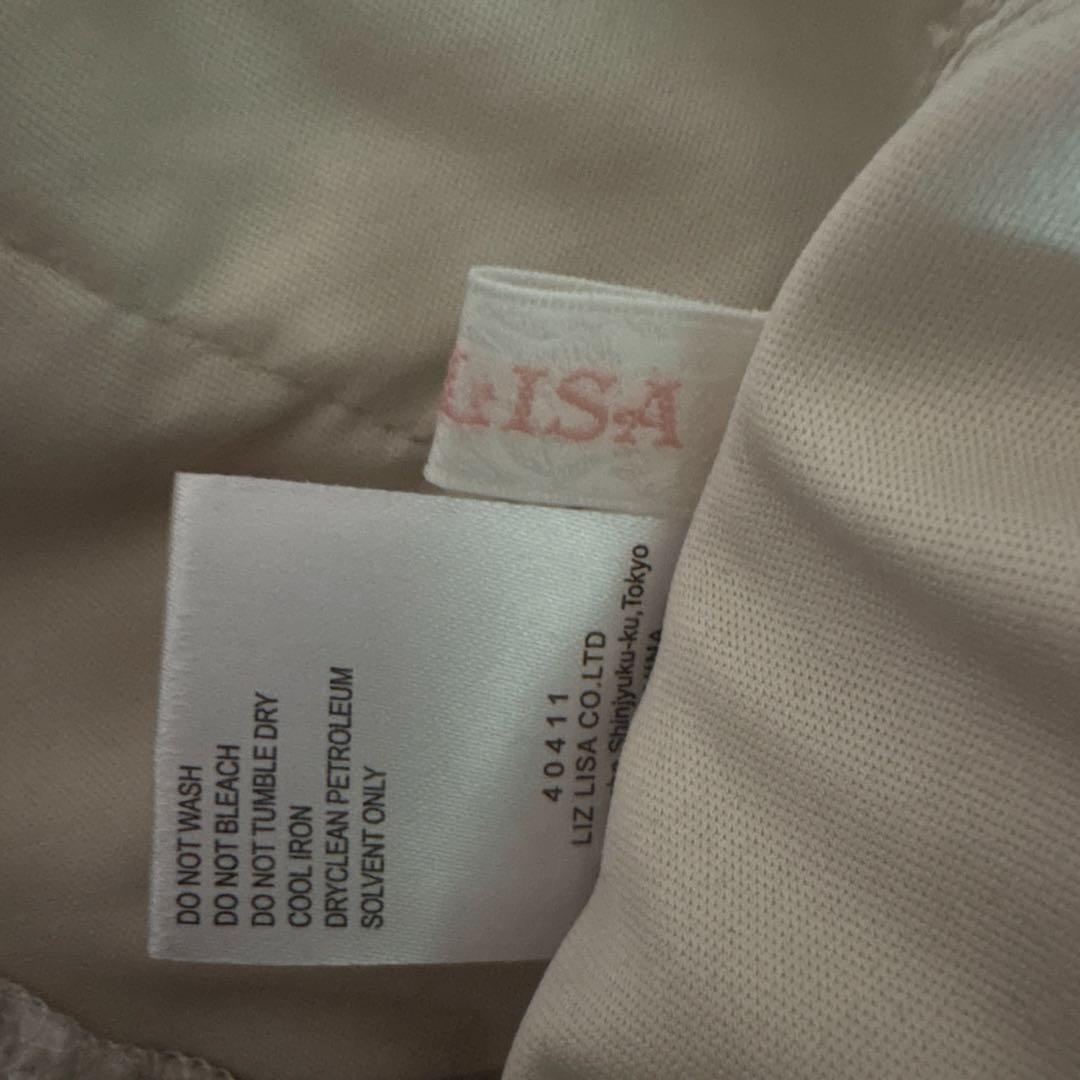 LISA
DO NOT WASH
DO NOT BLEACH
DO NOT TUMBLE DRY
COOL IRON
DRYCLEAN PETROLEUM
SOLVENT ONLY
40411
LIZ LISA CO.LTD
Shinjyuku-ku,Tokyo